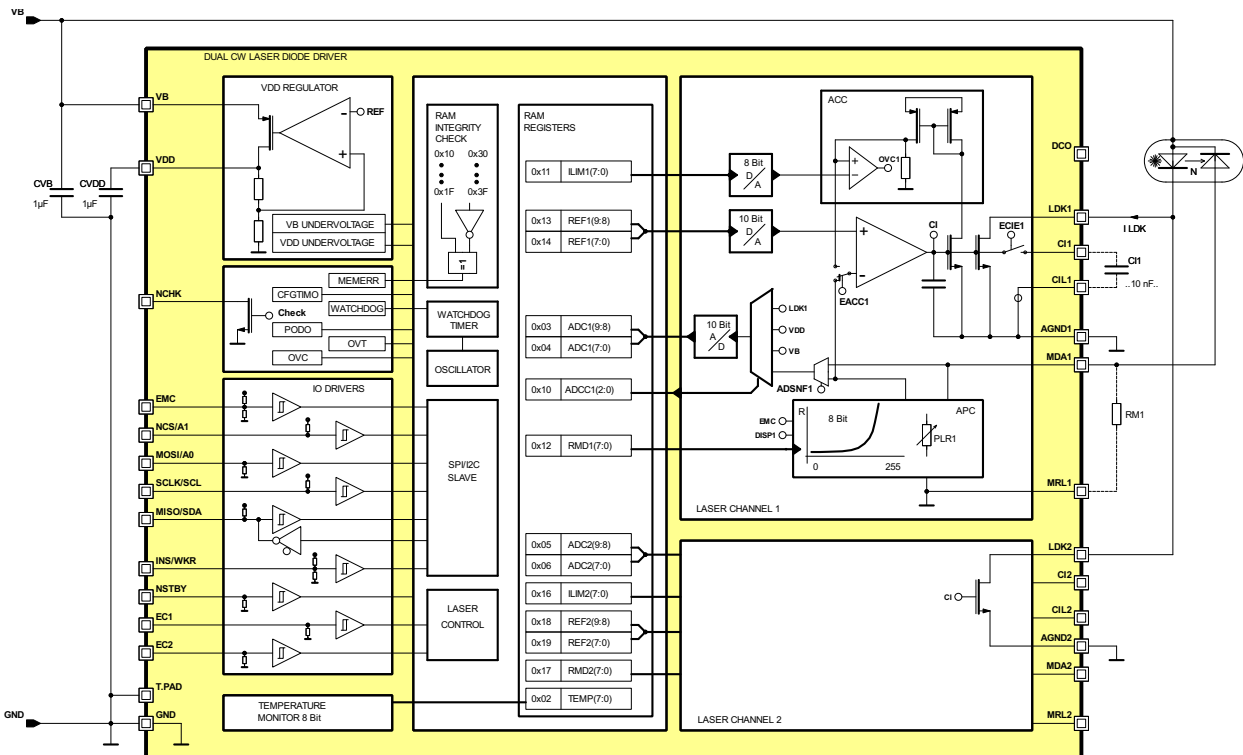 VB
DUAL CW LASER DIODE DRIVER
VB
VDD
CVB
1µF
CVDD
1µF
VDD REGULATOR
REF
VB UNDERVOLTAGE
VDD UNDERVOLTAGE
NCHK
Check
MEMERR
CFGTIMO
WATCHDOG
PODO
OVT
OVC
RAM
INTEGRITY
CHECK
0x10
0x30
0x1F
0x3F
=1
WATCHDOG
TIMER
OSCILLATOR
IO DRIVERS
EMC
NCS/A1
MOSI/A0
SCLK/SCL
MISO/SDA
INS/WKR
NSTBY
EC1
EC2
T.PAD
GND
GND
SPI/I2C
SLAVE
LASER
CONTROL
TEMPERATURE
MONITOR 8 Bit
RAM
REGISTERS
0x11 ILIM1(7:0)
0x13 REF1(9:8)
0x14 REF1(7:0)
0x03 ADC1(9:8)
0x04 ADC1(7:0)
0x10 ADCC1(2:0)
0x12 RMD1(7:0)
0x05 ADC2(9:8)
0x06 ADC2(7:0)
0x16 ILIM2(7:0)
0x18 REF2(9:8)
0x19 REF2(7:0)
0x17 RMD2(7:0)
0x02 TEMP(7:0)
8 Bit
D
A
10 Bit
D
A
10 Bit
A
D
ACC
- + OVC1
+
-
EACC1
CI
ECIE1
LDK1
VDD
VB
ADSNF1
EMC
DISP1
R
8 Bit
0
255
APC
PLR1
LASER CHANNEL 1
CI
LASER CHANNEL 2
DCO
LDK1
I LDK
CI1
CI1
..10 nF..
CIL1
AGND1
MDA1
RM1
MRL1
LDK2
CI2
CIL2
AGND2
MDA2
MRL2
N